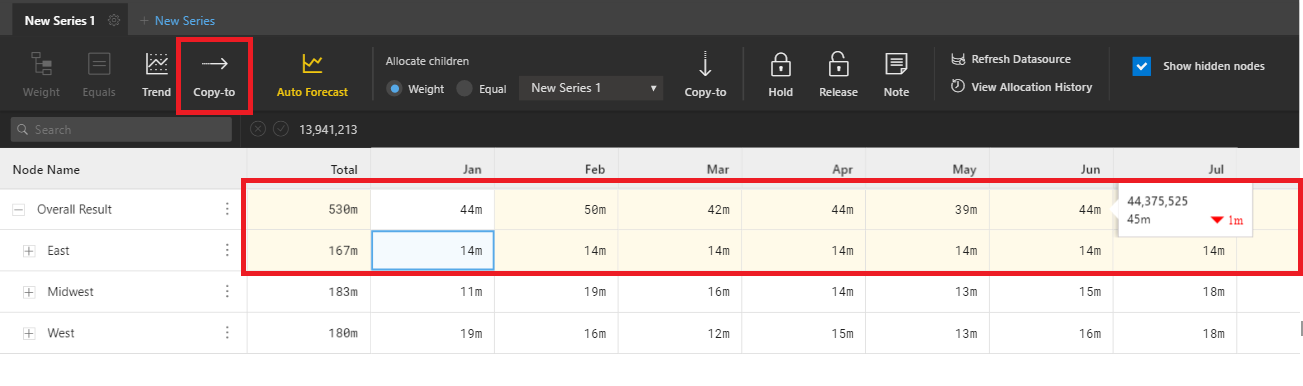 New Series 1 + New Series
Weight Equals Trend Copy-to Auto Forecast
Allocate children
Weight Equal New Series 1 Copy-to Hold Release Note
Refresh Datasource
View Allocation History
Show hidden nodes
Search 13,941,213
Node Name Total Jan Feb Mar Apr May Jun Jul
Overall Result 530m 44m 50m 42m 44m 39m 44m
44,375,525
45m 1m
East 167m 14m 14m 14m 14m 14m 14m 14m
Midwest 183m 11m 19m 16m 14m 13m 15m 18m
West 180m 19m 16m 12m 15m 13m 16m 18m